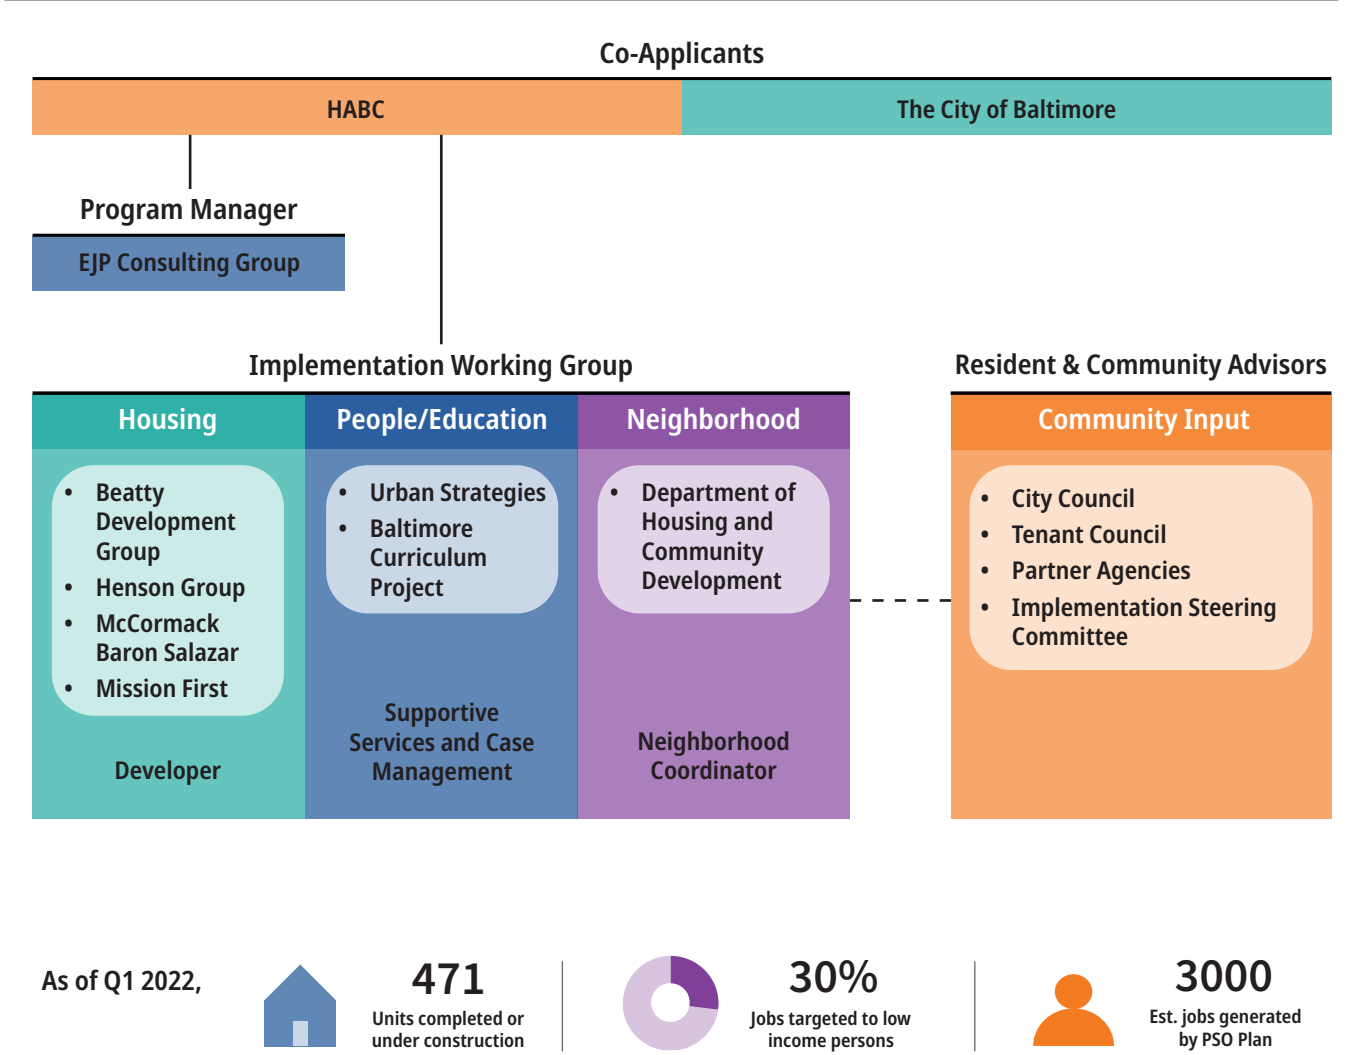 Co-Applicants
HABC
The City of Baltimore
Program Manager
EJP Consulting Group
Implementation Working Group
Housing
• Beatty
Development
Group
• Henson Group
• McCormack
Baron Salazar
• Mission First
Developer
People/Education
• Urban Strategies
• Baltimore
Curriculum
Project
Supportive
Services and Case
Management
Neighborhood
• Department of
Housing and
Community
Development
Neighborhood
Coordinator
Resident & Community Advisors
Community Input
• City Council
• Tenant Council
• Partner Agencies
• Implementation Steering
Committee
As of Q1 2022,
471
Units completed or
under construction
30%
Jobs targeted to low
income persons
3000
Est. jobs generated
by PSO Plan